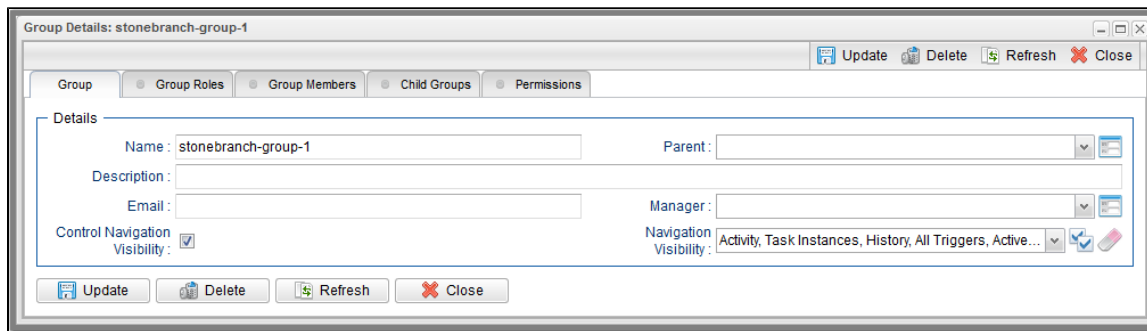 Group Details: stonebranch-group-1
Update Delete Refresh Close
Group Group Roles Group Members Child Groups Permissions
Details
Name : stonebranch-group-1 Parent :
Description :
Email : Manager :
Control Navigation Visibility : Navigation Visibility : Activity, Task Instances, History, All Triggers, Active...
Update Delete Refresh Close